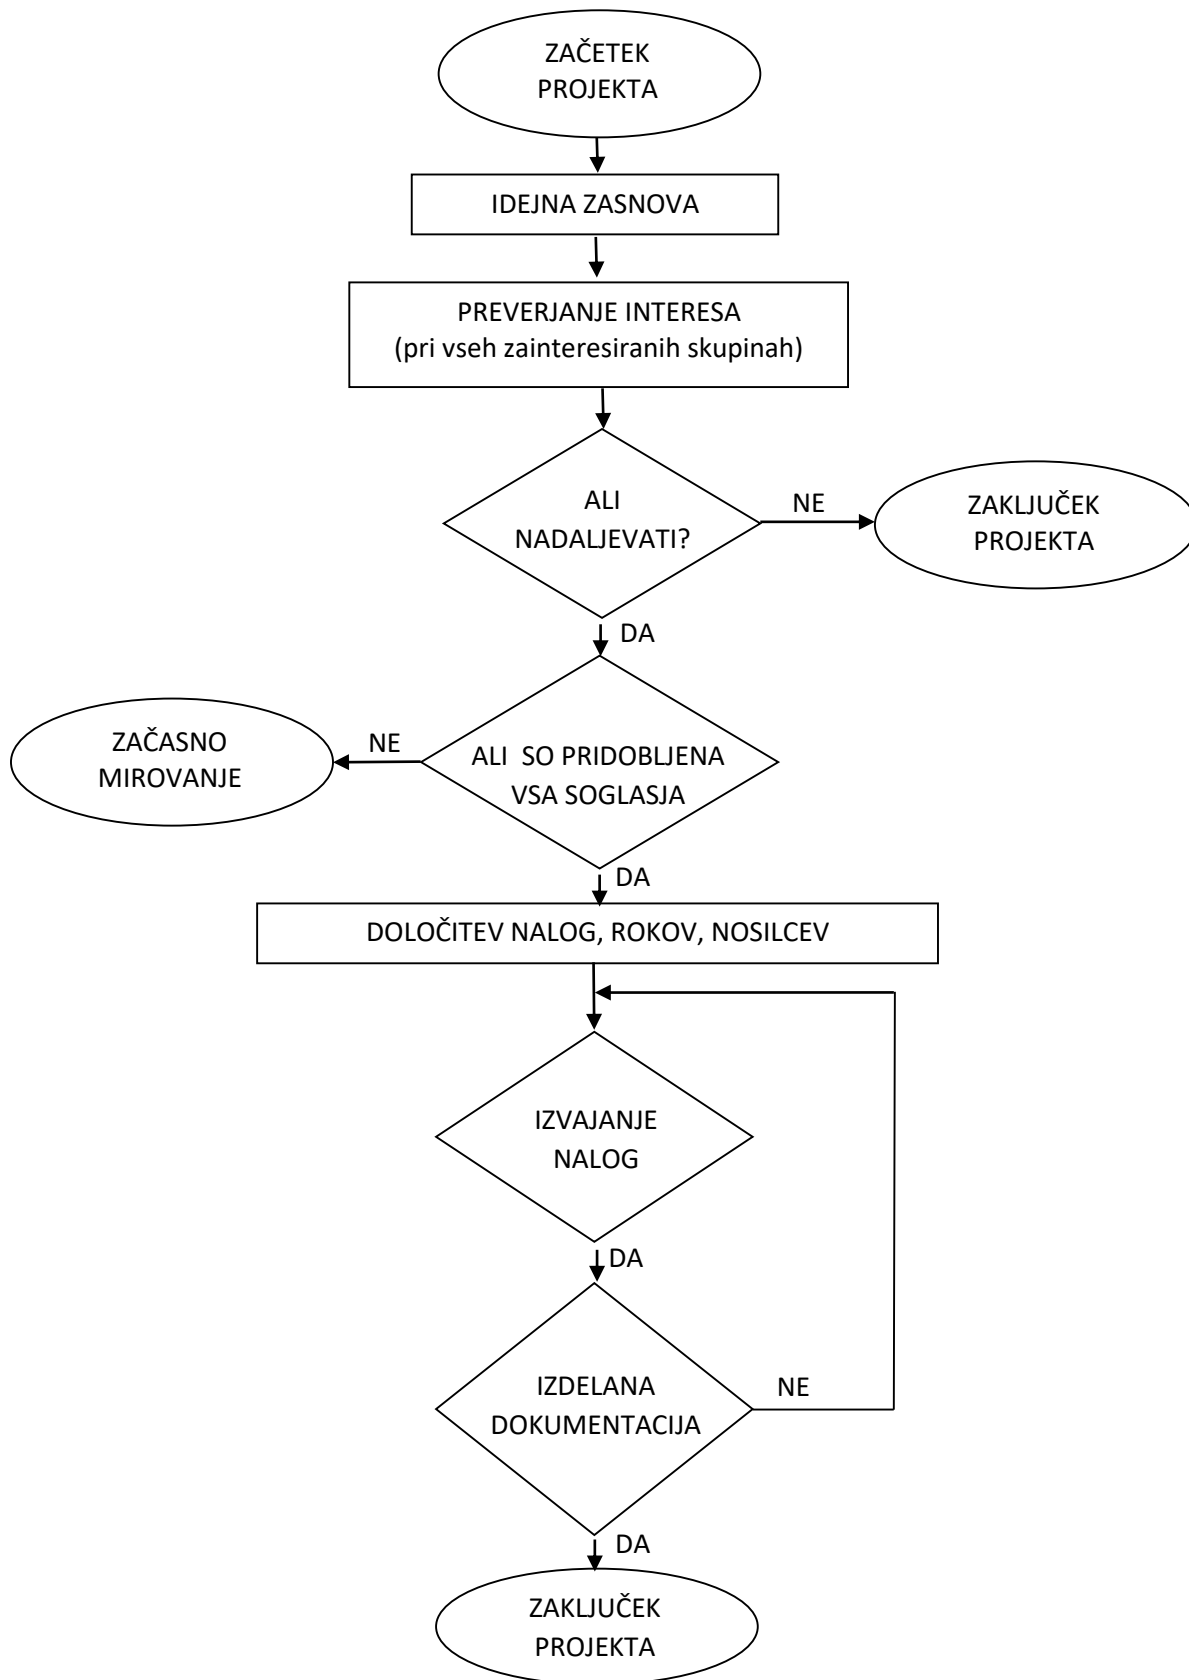 ZAČETEK
PROJEKTA
IDEJNA ZASNOVA
PREVERJANJE INTERESA
(pri vseh zainteresiranih skupinah)
ALI
NADALJEVATI?
NE
ZAKLJUČEK
PROJEKTA
DA
ZAČASNO
MIROVANJE
NE
ALI SO PRIDOBLJENA
VSA SOGLASJA
DA
DOLOČITEV NALOG, ROKOV, NOSILCEV
IZVAJANJE
NALOG
DA
IZDELANA
DOKUMENTACIJA
NE
DA
ZAKLJUČEK
PROJEKTA